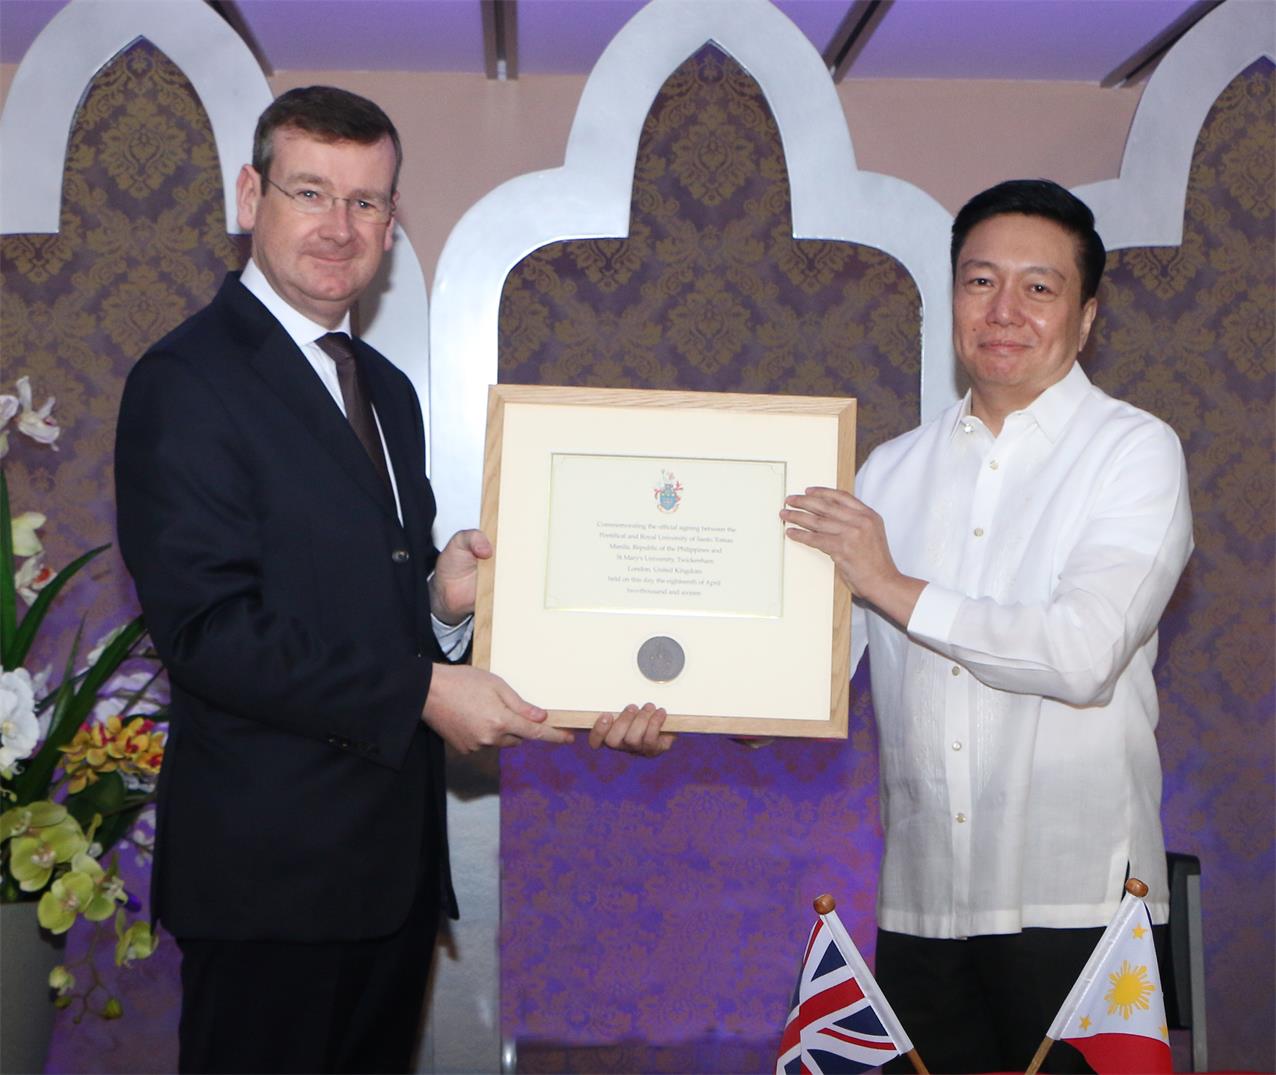 Commemorating the official signing between the
Pontifical and Royal University of Santo Tomas
Manila, Republic of the Philippines and
St Mary's University, Twickenham
London, United Kingdom
held on this day, the eighteenth of April
twothousand and sixteen